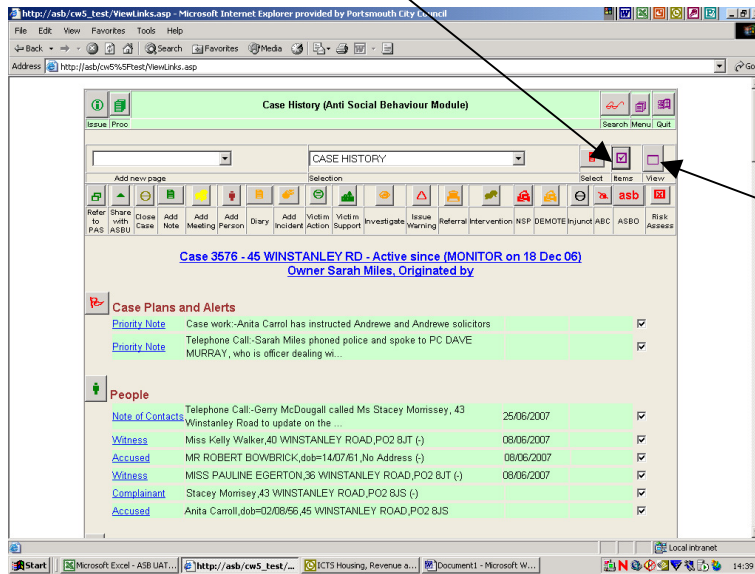 http://asb/cw5_test/ViewLinks.asp - Microsoft Internet Explorer provided by Portsmouth City Council
File Edit View Favorites Tools Help
Back Search Favorites Media
Address http://asb/cw5%5Ftest/ViewLinks.asp Go
Case History (Anti Social Behaviour Module)
Issue Proc Search Menu Quit
CASE HISTORY
Add new page Selection Select Items View
asb
Refer to PAS Share with ASBU Close Case Add Note Add Meeting Add Person Diary Add Incident Victim Action Victim Support Investigate Issue Warning Referral Intervention NSP DEMOTE Injunct ABC ASBO Risk Assess
Case 3576 - 45 WINSTANLEY RD - Active since (MONITOR on 18 Dec 06)
Owner Sarah Miles, Originated by
Case Plans and Alerts
Priority Note Case work:-Anita Carrol has instructed Andrewe and Andrewe solicitors
Priority Note Telephone Call:-Sarah Miles phoned police and spoke to PC DAVE
MURRAY, who is officer dealing wi...
People
Note of Contacts Telephone Call:-Gerry McDougall called Ms Stacey Morrissey, 43
Winstanley Road to update on the ... 25/06/2007
Witness Miss Kelly Walker,40 WINSTANLEY ROAD,PO2 8JT (-) 08/06/2007
Accused MR ROBERT BOWBRICK,dob=14/07/61,No Address (-) 08/06/2007
Witness MISS PAULINE EGERTON,36 WINSTANLEY ROAD,PO2 8JT (-) 08/06/2007
Complainant Stacey Morrisey,43 WINSTANLEY ROAD,PO2 8JS (-)
Accused Anita Carroll,dob=02/08/56,45 WINSTANLEY ROAD,PO2 8JS
Local intranet
Start Microsoft Excel - ASB UAT... http://asb/cw5_test/... ICTS Housing, Revenue a... Document1 - Microsoft W... 14:37